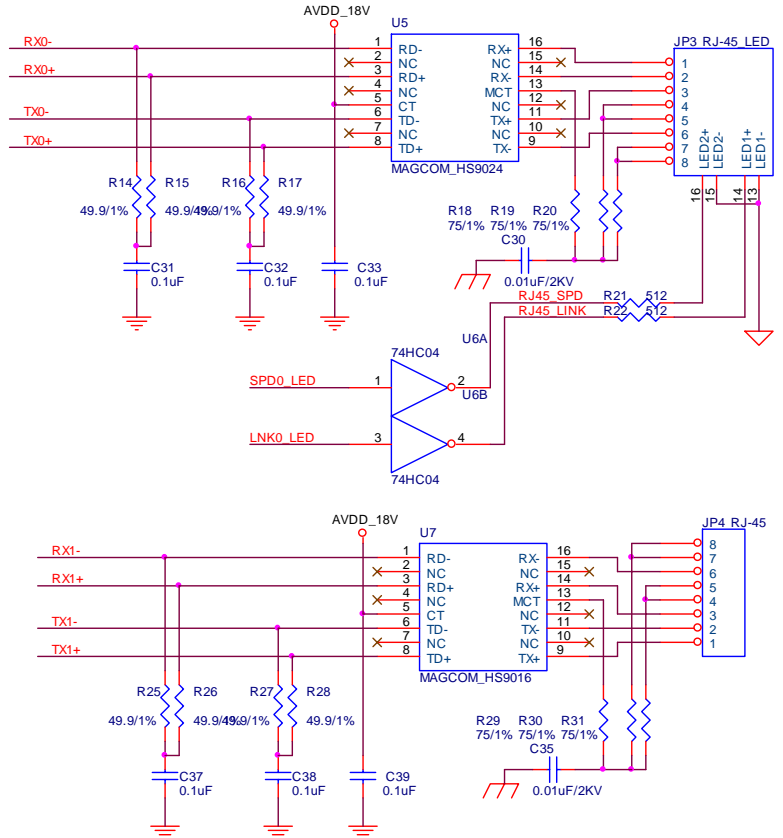 AVDD_18V
U5
JP3 RJ-45_LED
RX0-
1 RD- RX+ 16
2 NC NC 15
RX0+
3 RD+ RX- 14
4 NC MCT 13
5 CT NC 12
TX0-
6 TD- TX+ 11
7 NC NC 10
TX0+
8 TD+ TX- 9
MAGCOM_HS9024
1
2
3
4
5
6
7
8
LED2+
LED2-
LED1+
LED1-
16
15
14
13
R14 R15 R16 R17
49.9/1% 49.9/1% 49.9/1% 49.9/1%
R18 R19 R20
75/1% 75/1% 75/1%
C30
0.01uF/2KV
C31
0.1uF
C32
0.1uF
C33
0.1uF
RJ45_SPD R21 512
RJ45_LINK R22 512
U6A
74HC04
SPD0_LED 1 2
U6B
LNK0_LED 3 4
74HC04
AVDD_18V
U7
JP4 RJ-45
RX1-
1 RD- RX- 16
2 NC NC 15
RX1+
3 RD+ RX+ 14
4 NC MCT 13
5 CT NC 12
TX1-
6 TD- TX- 11
7 NC NC 10
TX1+
8 TD+ TX+ 9
MAGCOM_HS9016
8
7
6
5
4
3
2
1
R25 R26 R27 R28
49.9/1% 49.9/1% 49.9/1% 49.9/1%
R29 R30 R31
75/1% 75/1% 75/1%
C35
0.01uF/2KV
C37
0.1uF
C38
0.1uF
C39
0.1uF